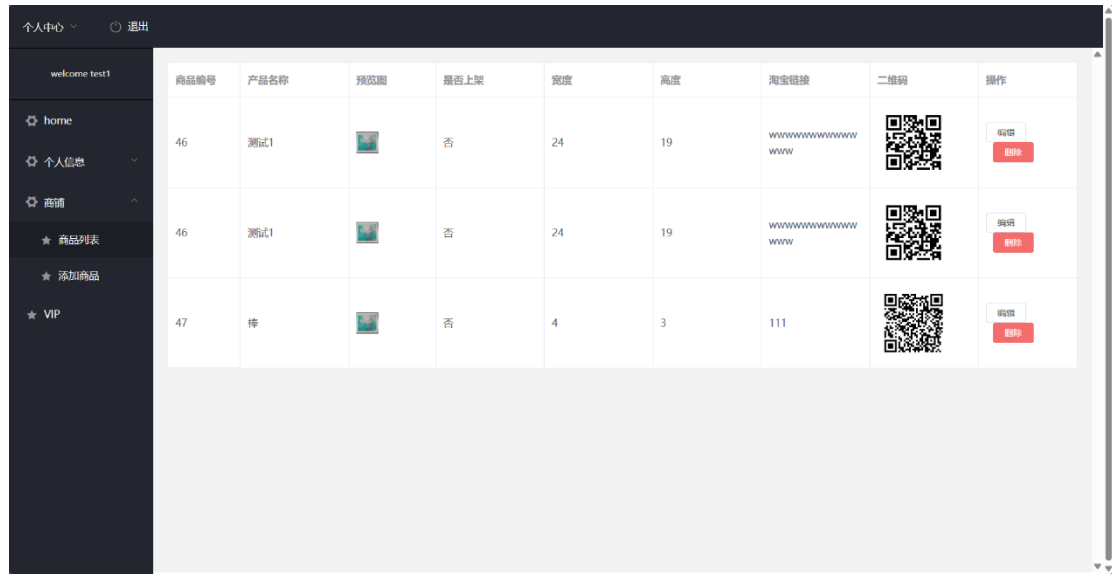 个人中心 退出
welcome test1
home
个人信息
商铺
商品列表
添加商品
VIP
商品编号 产品名称 预览图 是否上架 宽度 高度 淘宝链接 二维码 操作
46 测试1 否 24 19 wwwwwwwwwww 编辑
www 删除
46 测试1 否 24 19 wwwwwwwwwww 编辑
www 删除
47 棒 否 4 3 111 编辑
删除